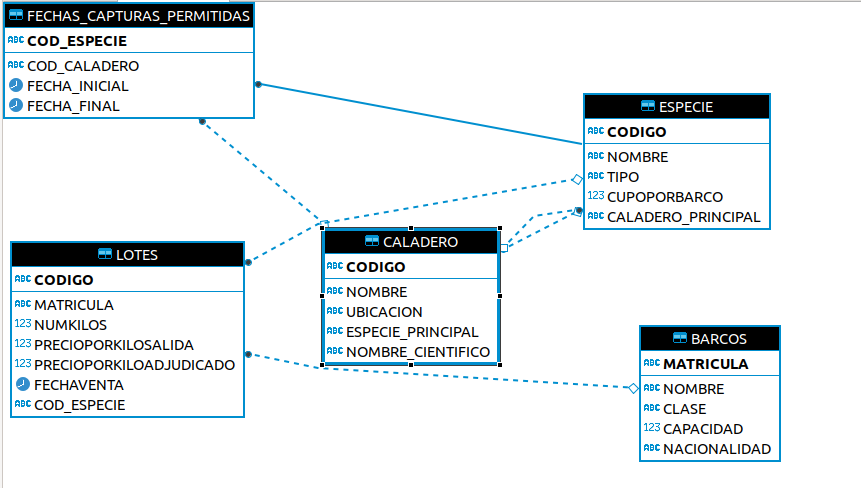 FECHAS_CAPTURAS_PERMITIDAS
ABC COD_ESPECIE
ABC COD_CALADERO
FECHA_INICIAL
FECHA_FINAL
ESPECIE
ABC CODIGO
ABC NOMBRE
ABC TIPO
123 CUPOPORBARCO
ABC CALADERO_PRINCIPAL
CALADERO
ABC CODIGO
ABC NOMBRE
ABC UBICACION
ABC ESPECIE_PRINCIPAL
ABC NOMBRE_CIENTIFICO
LOTES
ABC CODIGO
ABC MATRICULA
123 NUMKILOS
123 PRECIOPORKILOSALIDA
123 PRECIOPORKILOADJUDICADO
FECHAVENTA
ABC COD_ESPECIE
BARCOS
ABC MATRICULA
ABC NOMBRE
ABC CLASE
123 CAPACIDAD
ABC NACIONALIDAD